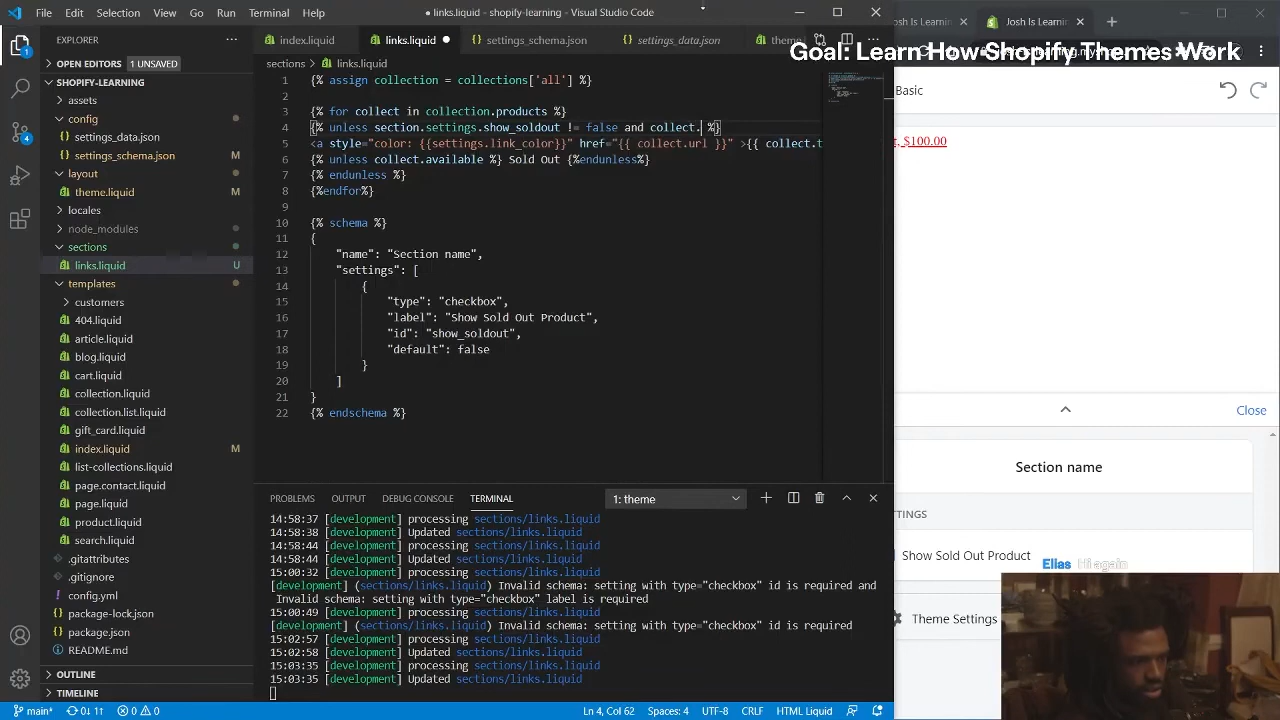 File Edit Selection View Go Run Terminal Help
● links.liquid - shopify-learning - Visual Studio Code
EXPLORER
OPEN EDITORS 1 UNSAVED
SHOPIFY-LEARNING
assets
config
settings_data.json
settings_schema.json M
layout
theme.liquid M
locales
node_modules
sections
links.liquid U
templates
customers
404.liquid
article.liquid
blog.liquid
cart.liquid
collection.liquid
collection.list.liquid
gift_card.liquid
index.liquid M
list-collections.liquid
page.contact.liquid
page.liquid
product.liquid
search.liquid
.gitattributes
.gitignore
config.yml
package-lock.json
package.json
README.md
OUTLINE
TIMELINE
index.liquid links.liquid ● settings_schema.json settings_data.json theme
sections > links.liquid
1 {% assign collection = collections['all'] %}
2
3 {% for collect in collection.products %}
4 {% unless section.settings.show_soldout != false and collect. %}
5 <a style="color: {{settings.link_color}}" href="{{ collect.url }}" >{{ collect.t
6 {% unless collect.available %} Sold Out {%endunless%}
7 {% endunless %}
8 {%endfor%}
9
10 {% schema %}
11 {
12 "name": "Section name",
13 "settings": [
14 {
15 "type": "checkbox",
16 "label": "Show Sold Out Product",
17 "id": "show_soldout",
18 "default": false
19 }
20 ]
21 }
22 {% endschema %}
PROBLEMS OUTPUT DEBUG CONSOLE TERMINAL 1: theme
14:58:37 [development] processing sections/links.liquid
14:58:38 [development] Updated sections/links.liquid
14:58:44 [development] processing sections/links.liquid
14:58:44 [development] Updated sections/links.liquid
15:00:32 [development] processing sections/links.liquid
[development] (sections/links.liquid) Invalid schema: setting with type="checkbox" id is required and
Invalid schema: setting with type="checkbox" label is required
15:00:49 [development] processing sections/links.liquid
[development] (sections/links.liquid) Invalid schema: setting with type="checkbox" id is required
15:02:57 [development] processing sections/links.liquid
15:02:58 [development] Updated sections/links.liquid
15:03:35 [development] processing sections/links.liquid
15:03:35 [development] Updated sections/links.liquid
main* 0↓ 1↑ 0 0 Ln 4, Col 62 Spaces: 4 UTF-8 CRLF HTML Liquid
osh Is Learnin Josh Is Learnin
Goal: Learn How Shopify Themes Work
Basic
$100.00
Close
Section name
TTINGS
Show Sold Out Product
Elias Hi again
Theme Settings